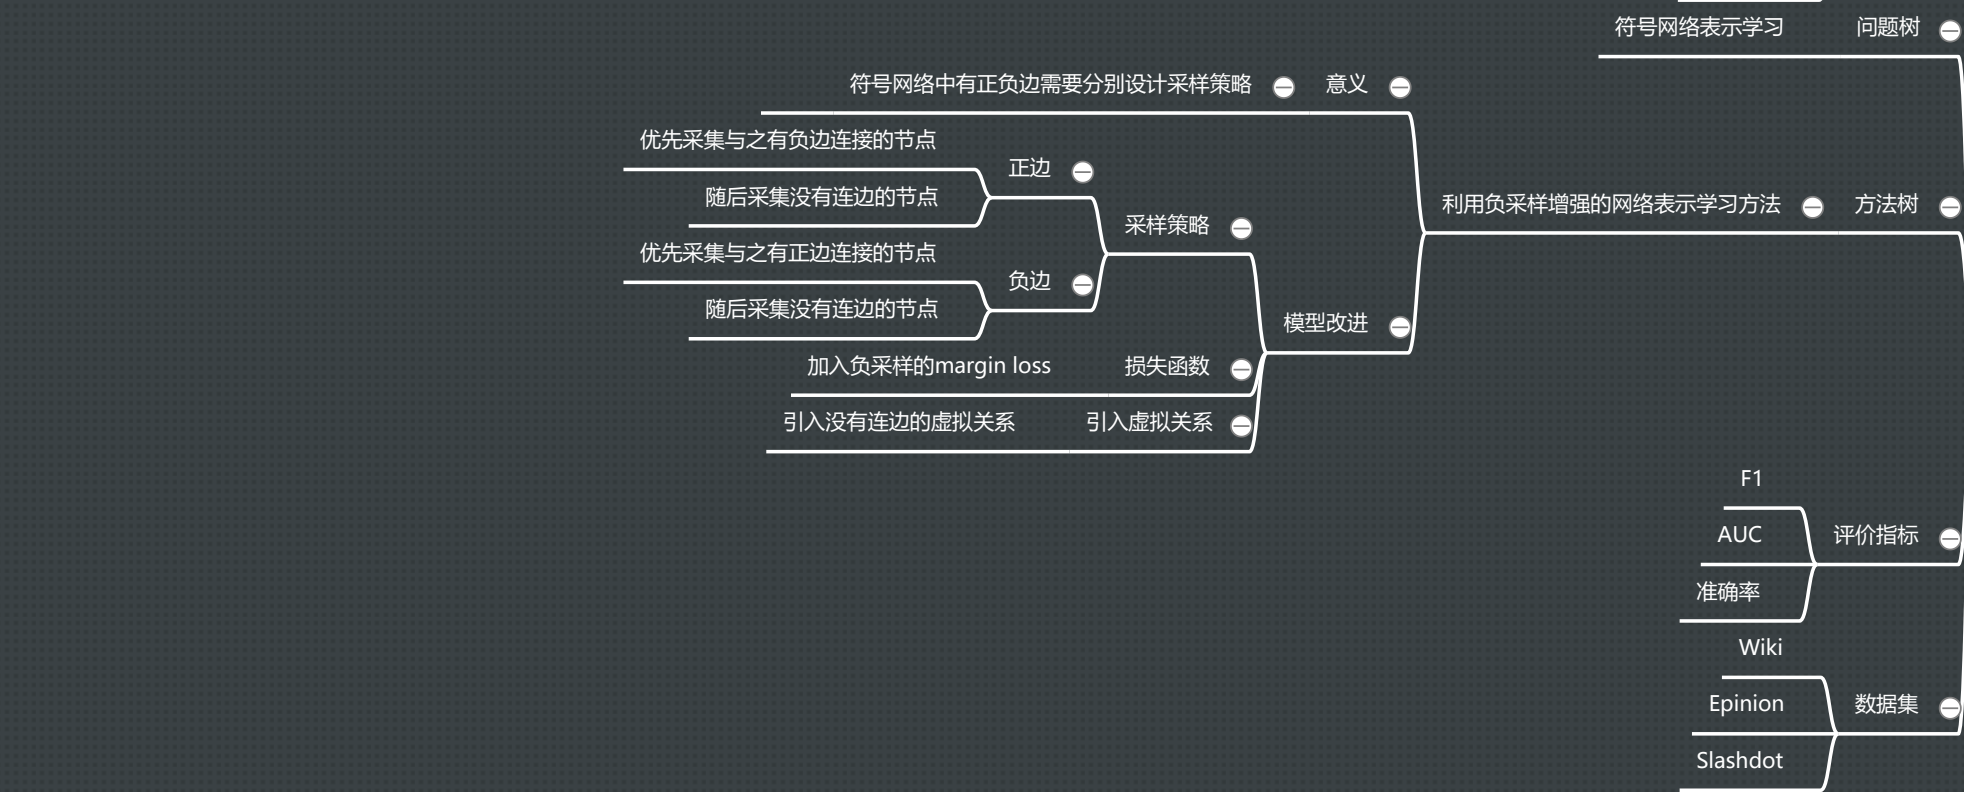 符号网络表示学习 问题树
符号网络中有正负边需要分别设计采样策略 意义
优先采集与之有负边连接的节点
正边
随后采集没有连边的节点
利用负采样增强的网络表示学习方法 方法树
采样策略
优先采集与之有正边连接的节点
负边
随后采集没有连边的节点
模型改进
加入负采样的margin loss 损失函数
引入没有连边的虚拟关系 引入虚拟关系
F1
AUC
评价指标
准确率
Wiki
Epinion
数据集
Slashdot